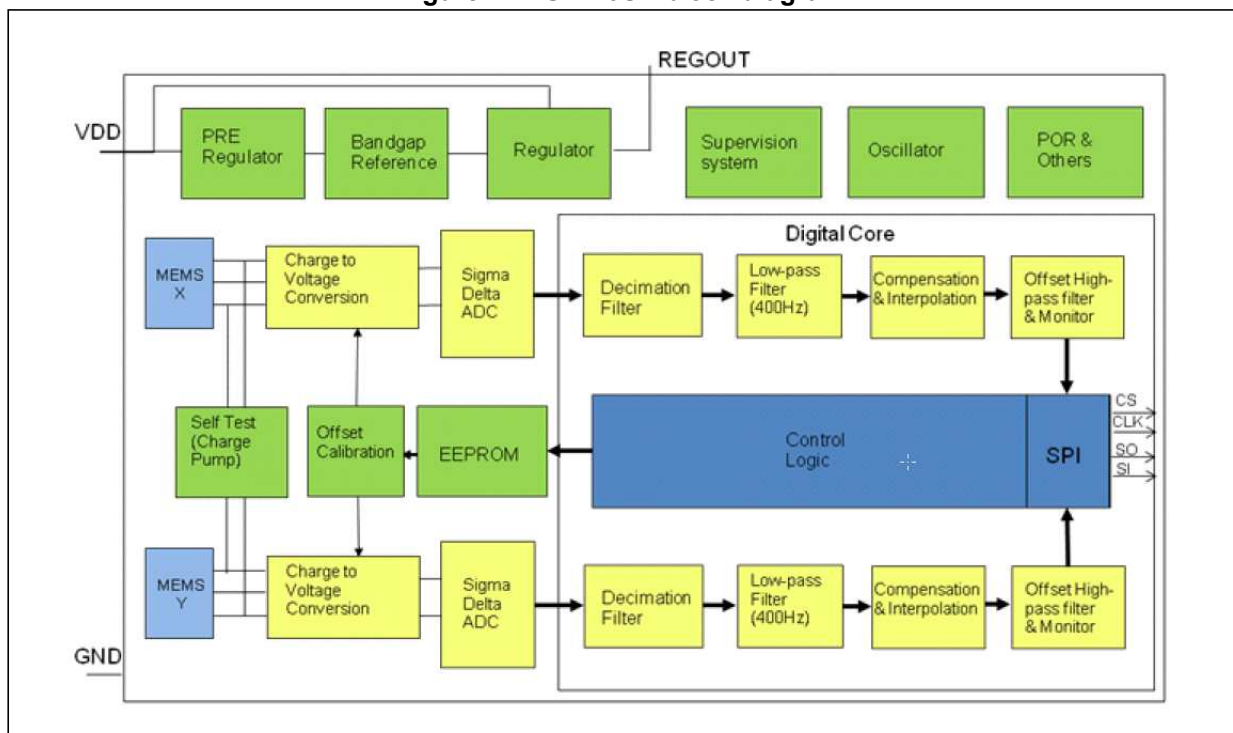 REGOUT
VDD
PRE
Regulator
Bandgap
Reference
Regulator
Supervision
system
Oscillator
POR &
Others
Digital Core
MEMS
X
Charge to
Voltage
Conversion
Sigma
Delta
ADC
Decimation
Filter
Low-pass
Filter
(400Hz)
Compensation
& Interpolation
Offset High-
pass filter
& Monitor
Self Test
(Charge
Pump)
Offset
Calibration
EEPROM
Control
Logic
SPI
CS
CLK
SO
SI
MEMS
Y
Charge to
Voltage
Conversion
Sigma
Delta
ADC
Decimation
Filter
Low-pass
Filter
(400Hz)
Compensation
& Interpolation
Offset High-
pass filter
& Monitor
GND